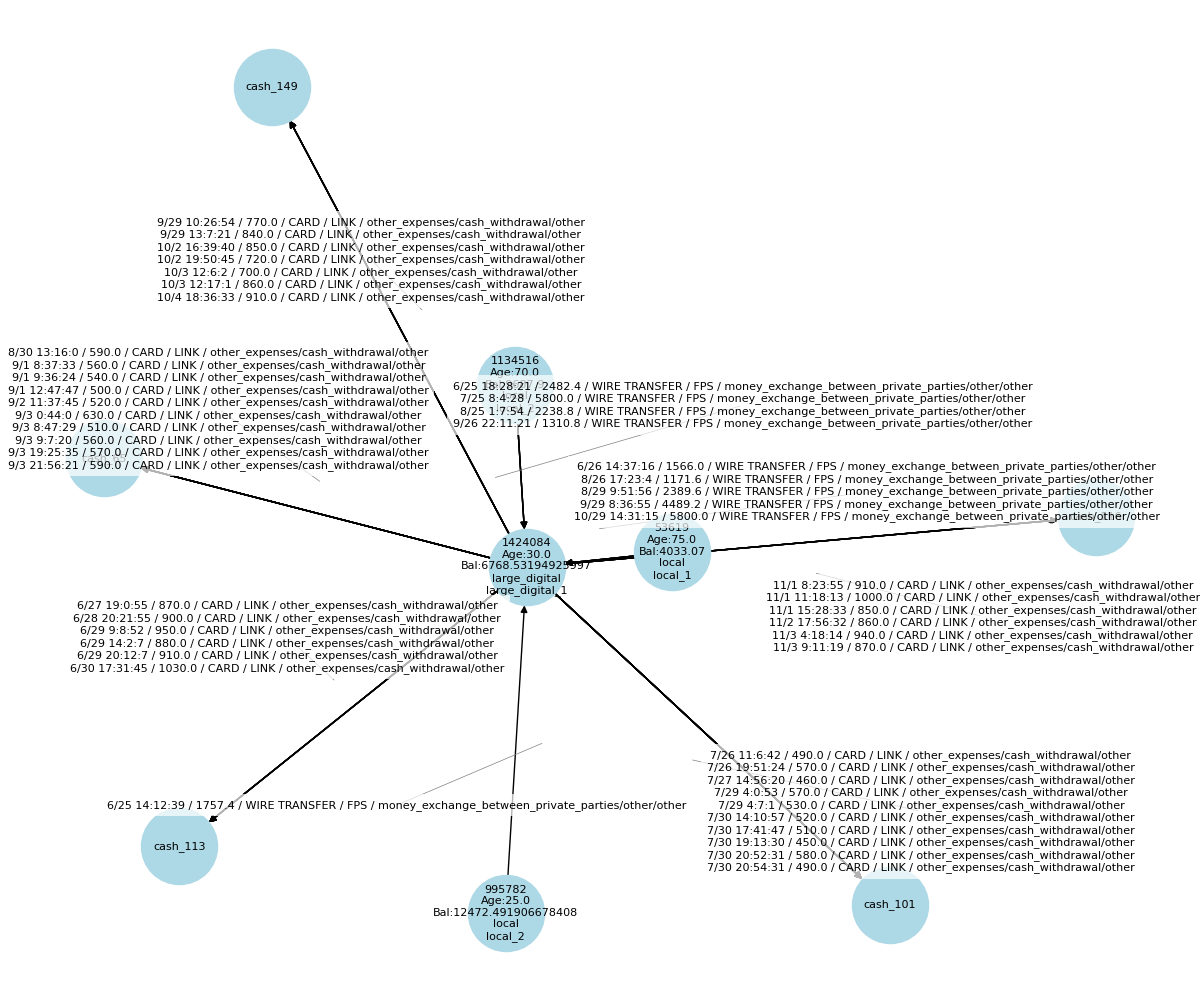 cash_149
9/29 10:26:54 / 770.0 / CARD / LINK / other_expenses/cash_withdrawal/other
9/29 13:7:21 / 840.0 / CARD / LINK / other_expenses/cash_withdrawal/other
10/2 16:39:40 / 850.0 / CARD / LINK / other_expenses/cash_withdrawal/other
10/2 19:50:45 / 720.0 / CARD / LINK / other_expenses/cash_withdrawal/other
10/3 12:6:2 / 700.0 / CARD / LINK / other_expenses/cash_withdrawal/other
10/3 12:17:1 / 860.0 / CARD / LINK / other_expenses/cash_withdrawal/other
10/4 18:36:33 / 910.0 / CARD / LINK / other_expenses/cash_withdrawal/other
8/30 13:16:0 / 590.0 / CARD / LINK / other_expenses/cash_withdrawal/other
9/1 8:37:33 / 560.0 / CARD / LINK / other_expenses/cash_withdrawal/other
9/1 9:36:24 / 540.0 / CARD / LINK / other_expenses/cash_withdrawal/other
9/1 12:47:47 / 500.0 / CARD / LINK / other_expenses/cash_withdrawal/other
9/2 11:37:45 / 520.0 / CARD / LINK / other_expenses/cash_withdrawal/other
9/3 0:44:0 / 630.0 / CARD / LINK / other_expenses/cash_withdrawal/other
9/3 8:47:29 / 510.0 / CARD / LINK / other_expenses/cash_withdrawal/other
9/3 9:7:20 / 560.0 / CARD / LINK / other_expenses/cash_withdrawal/other
9/3 19:25:35 / 570.0 / CARD / LINK / other_expenses/cash_withdrawal/other
9/3 21:56:21 / 590.0 / CARD / LINK / other_expenses/cash_withdrawal/other
1134516
Age:70.0
6/25 18:28:21 / 2482.4 / WIRE TRANSFER / FPS / money_exchange_between_private_parties/other/other
7/25 8:4:28 / 5800.0 / WIRE TRANSFER / FPS / money_exchange_between_private_parties/other/other
8/25 1:7:54 / 2238.8 / WIRE TRANSFER / FPS / money_exchange_between_private_parties/other/other
9/26 22:11:21 / 1310.8 / WIRE TRANSFER / FPS / money_exchange_between_private_parties/other/other
6/26 14:37:16 / 1566.0 / WIRE TRANSFER / FPS / money_exchange_between_private_parties/other/other
8/26 17:23:4 / 1171.6 / WIRE TRANSFER / FPS / money_exchange_between_private_parties/other/other
8/29 9:51:56 / 2389.6 / WIRE TRANSFER / FPS / money_exchange_between_private_parties/other/other
9/29 8:36:55 / 4489.2 / WIRE TRANSFER / FPS / money_exchange_between_private_parties/other/other
10/29 14:31:15 / 5800.0 / WIRE TRANSFER / FPS / money_exchange_between_private_parties/other/other
53619
Age:75.0
Bal:4033.07
local
local_1
1424084
Age:30.0
Bal:6768.53194925997
large_digital
large_digital_1
11/1 8:23:55 / 910.0 / CARD / LINK / other_expenses/cash_withdrawal/other
11/1 11:18:13 / 1000.0 / CARD / LINK / other_expenses/cash_withdrawal/other
11/1 15:28:33 / 850.0 / CARD / LINK / other_expenses/cash_withdrawal/other
11/2 17:56:32 / 860.0 / CARD / LINK / other_expenses/cash_withdrawal/other
11/3 4:18:14 / 940.0 / CARD / LINK / other_expenses/cash_withdrawal/other
11/3 9:11:19 / 870.0 / CARD / LINK / other_expenses/cash_withdrawal/other
6/27 19:0:55 / 870.0 / CARD / LINK / other_expenses/cash_withdrawal/other
6/28 20:21:55 / 900.0 / CARD / LINK / other_expenses/cash_withdrawal/other
6/29 9:8:52 / 950.0 / CARD / LINK / other_expenses/cash_withdrawal/other
6/29 14:2:7 / 880.0 / CARD / LINK / other_expenses/cash_withdrawal/other
6/29 20:12:7 / 910.0 / CARD / LINK / other_expenses/cash_withdrawal/other
6/30 17:31:45 / 1030.0 / CARD / LINK / other_expenses/cash_withdrawal/other
7/26 11:6:42 / 490.0 / CARD / LINK / other_expenses/cash_withdrawal/other
7/26 19:51:24 / 570.0 / CARD / LINK / other_expenses/cash_withdrawal/other
7/27 14:56:20 / 460.0 / CARD / LINK / other_expenses/cash_withdrawal/other
7/29 4:0:53 / 570.0 / CARD / LINK / other_expenses/cash_withdrawal/other
7/29 4:7:1 / 530.0 / CARD / LINK / other_expenses/cash_withdrawal/other
7/30 14:10:57 / 520.0 / CARD / LINK / other_expenses/cash_withdrawal/other
7/30 17:41:47 / 510.0 / CARD / LINK / other_expenses/cash_withdrawal/other
7/30 19:13:30 / 450.0 / CARD / LINK / other_expenses/cash_withdrawal/other
7/30 20:52:31 / 580.0 / CARD / LINK / other_expenses/cash_withdrawal/other
7/30 20:54:31 / 490.0 / CARD / LINK / other_expenses/cash_withdrawal/other
6/25 14:12:39 / 1757.4 / WIRE TRANSFER / FPS / money_exchange_between_private_parties/other/other
cash_113
995782
Age:25.0
Bal:12472.491906678408
local
local_2
cash_101